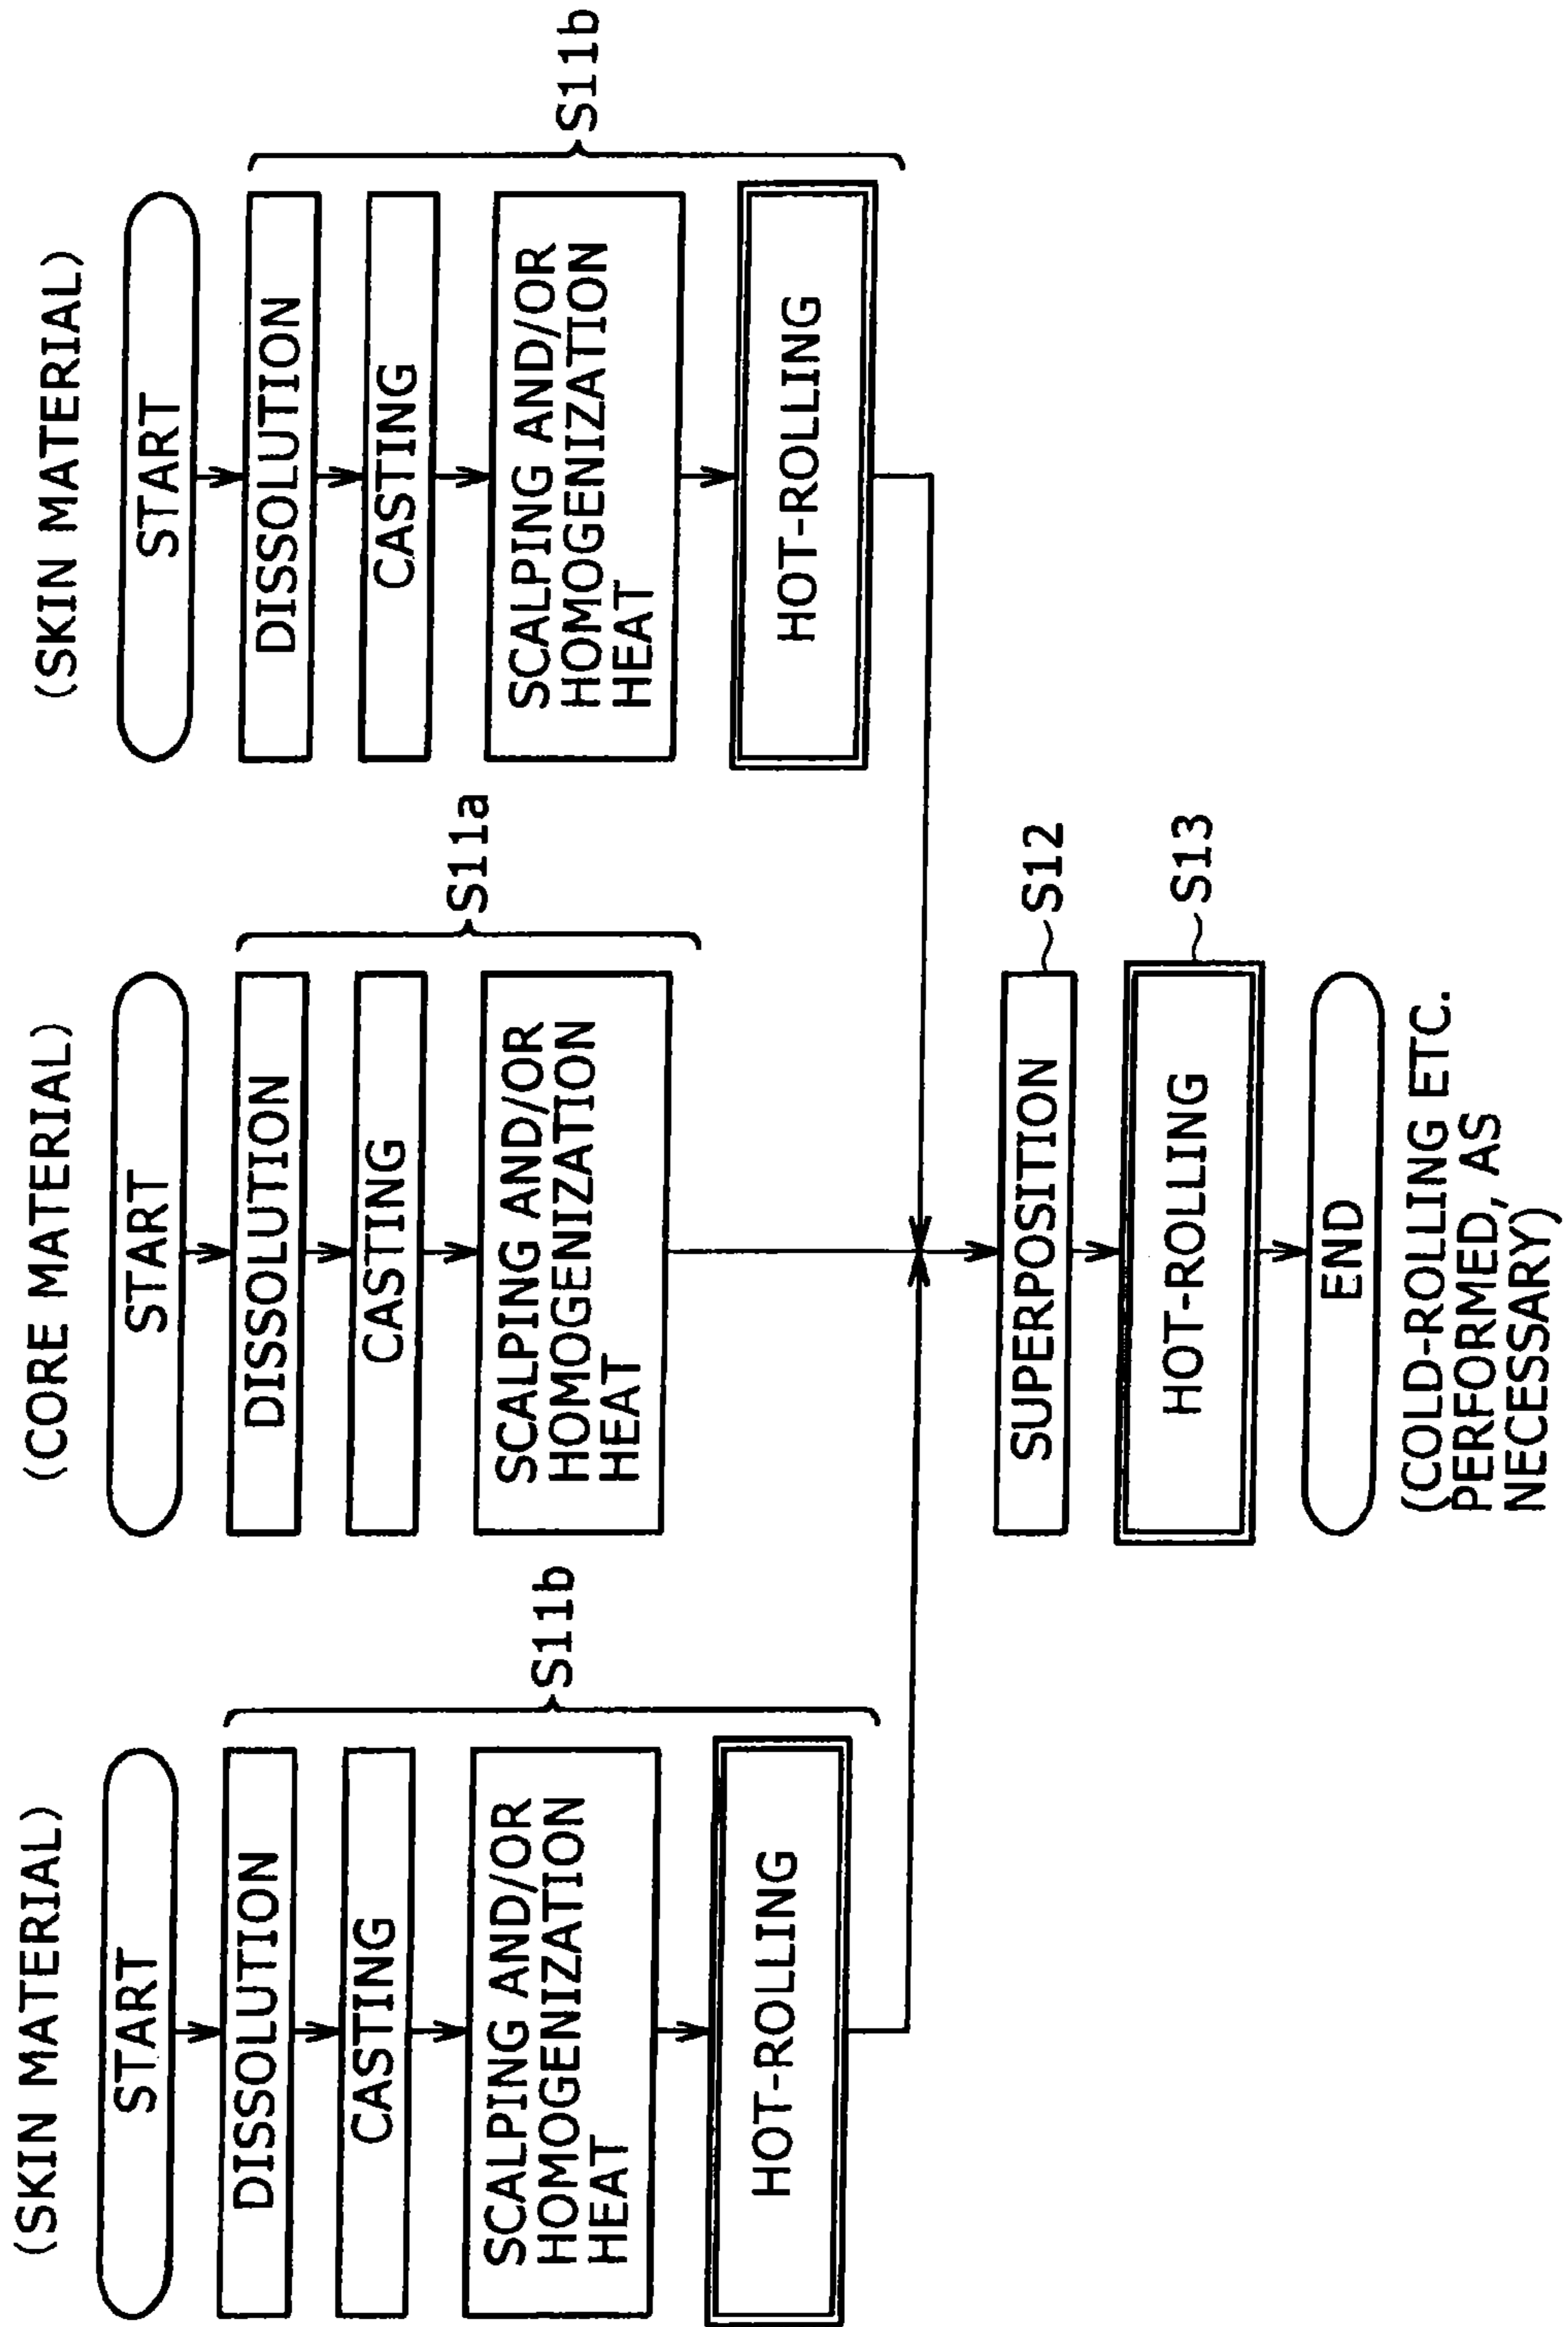 (SKIN MATERIAL)
START
DISSOLUTION
CASTING
SCALPING AND/OR
HOMOGENIZATION
HEAT
HOT-ROLLING
S11b
(CORE MATERIAL)
START
DISSOLUTION
CASTING
SCALPING AND/OR
HOMOGENIZATION
HEAT
S11a
(SKIN MATERIAL)
START
DISSOLUTION
CASTING
SCALPING AND/OR
HOMOGENIZATION
HEAT
HOT-ROLLING
S11b
SUPERPOSITION
S12
HOT-ROLLING
S13
END
(COLD-ROLLING ETC.
PERFORMED, AS
NECESSARY)